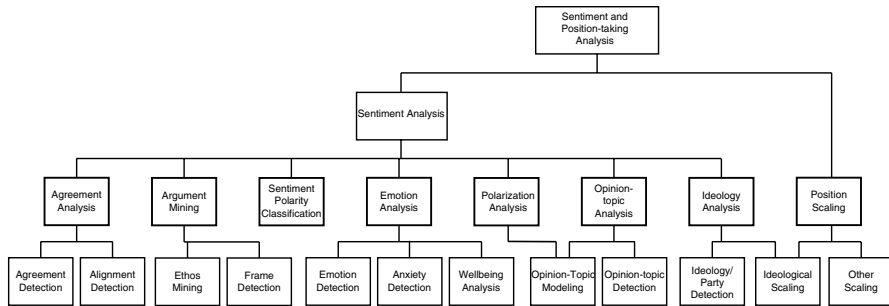 Sentiment and
Position-taking
Analysis
Sentiment Analysis
Agreement
Analysis
Argument
Mining
Sentiment
Polarity
Classification
Emotion
Analysis
Polarization
Analysis
Opinion-
topic
Analysis
Ideology
Analysis
Position
Scaling
Agreement
Detection
Alignment
Detection
Ethos
Mining
Frame
Detection
Emotion
Detection
Anxiety
Detection
Wellbeing
Analysis
Opinion-Topic
Modeling
Opinion-topic
Detection
Ideology/
Party Detection
Ideological
Scaling
Other
Scaling